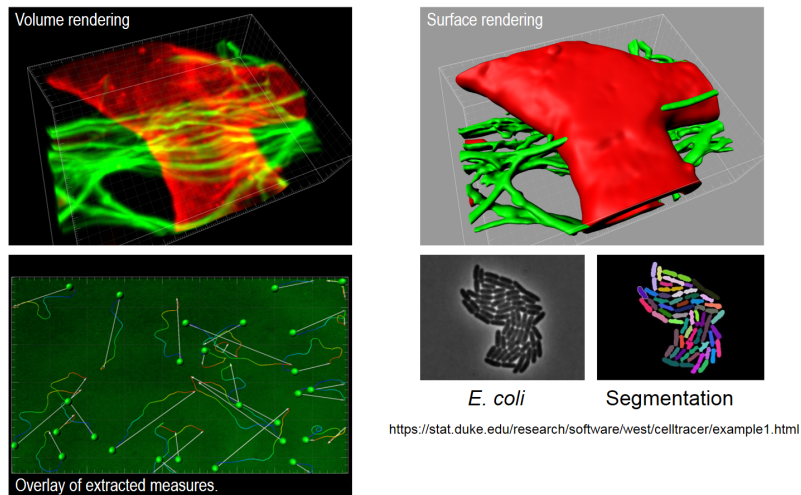 Volume rendering
Surface rendering
Overlay of extracted measures.
E. coli
Segmentation
https://stat.duke.edu/research/software/west/celltracer/example1.html